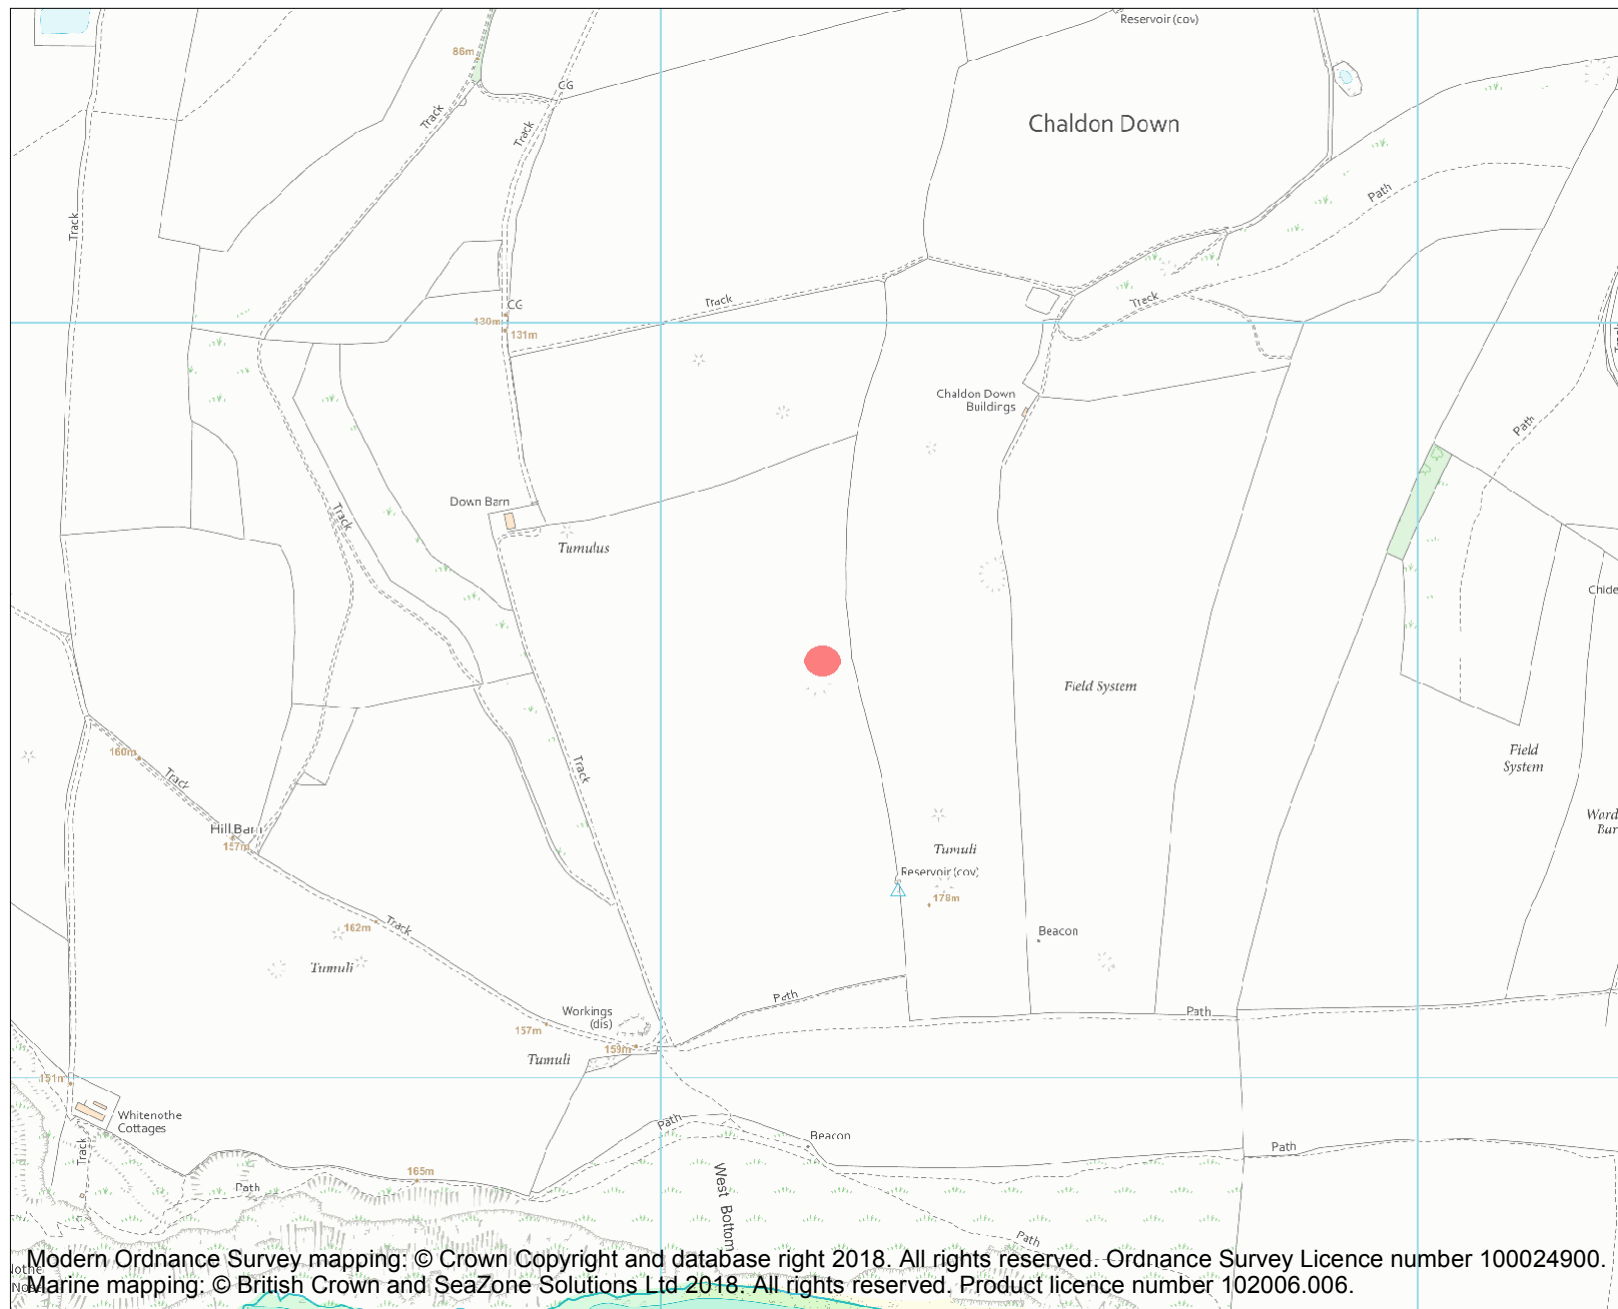 Reservoir (cov)
86m
CG
Track
Track
Chaldon Down
Path
Track
Track
Track
CG
130m
131m
Chaldon Down
Buildings
Path
Down Barn
Track
Tumulus
Chide
Field System
Field
System
160m
Track
Track
Hill Barn
157m
Tumuli
Reservoir (cov)
178m
Ward
Bar
162m
Track
Beacon
Tumuli
Path
Workings
(dis)
Path
157m
159m
Tumuli
151m
Whitenothe
Cottages
Path
Beacon
Track
Path
165m
Path
West Bottom
Path
Modern Ordnance Survey mapping: © Crown Copyright and database right 2018. All rights reserved. Ordnance Survey Licence number 100024900.
Marine mapping: © British Crown and SeaZone Solutions Ltd 2018. All rights reserved. Product licence number 102006.006.